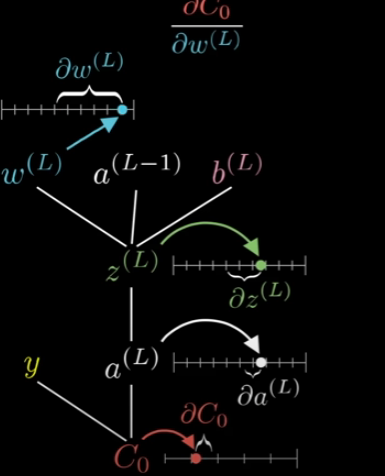 ∂C₀
∂w⁽ᴸ⁾
∂w⁽ᴸ⁾
w⁽ᴸ⁾ a⁽ᴸ⁻¹⁾ b⁽ᴸ⁾
z⁽ᴸ⁾
∂z⁽ᴸ⁾
y
a⁽ᴸ⁾
∂a⁽ᴸ⁾
∂C₀
C₀